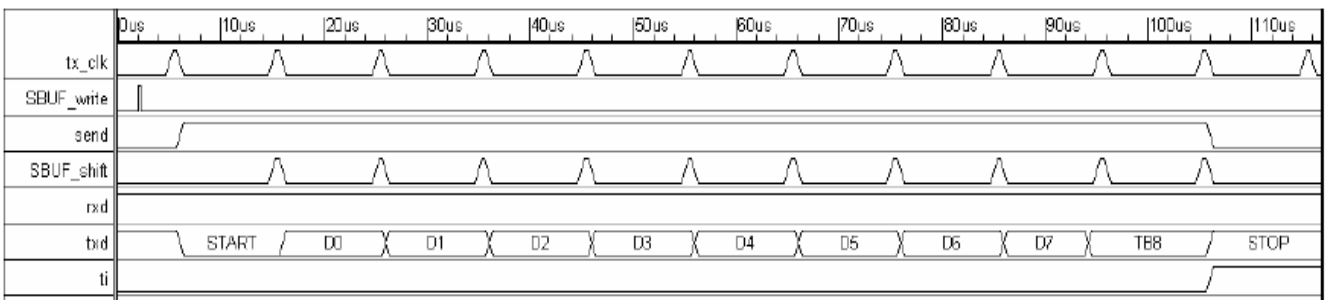 0us |10us |20us |30us |40us |50us |60us |70us |80us |90us |100us |110us
tx_clk
SBUF_write
send
SBUF_shift
rxd
txd START D0 D1 D2 D3 D4 D5 D6 D7 TB8 STOP
ti